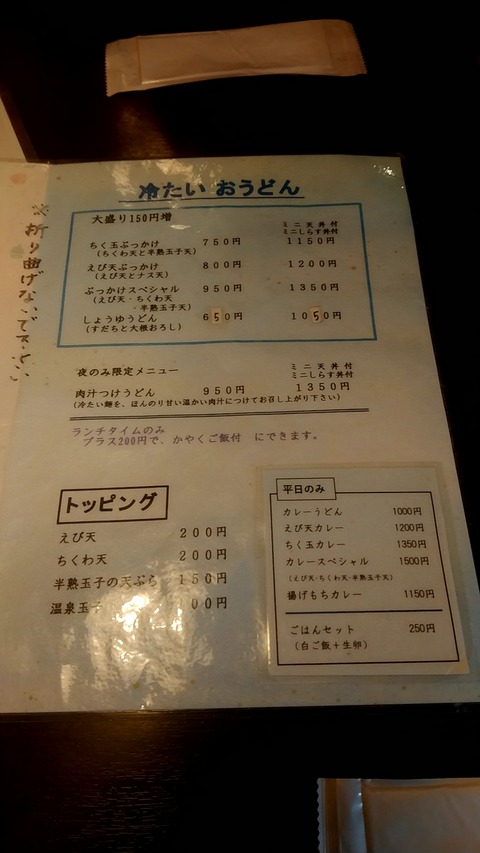 ※折り曲げないで下さい
冷たい おうどん
大盛り150円増
ミニ天丼付
ミニしらす丼付
ちく玉ぶっかけ 750円 1150円
(ちくわ天と半熟玉子天)
えび天ぶっかけ 800円 1200円
(えび天とナス天)
ぶっかけスペシャル 950円 1350円
(えび天・ちくわ天
・半熟玉子天)
しょうゆうどん 650円 1050円
(すだちと大根おろし)
夜のみ限定メニュー
ミニ天丼付
ミニしらす丼付
肉汁つけうどん 950円 1350円
(冷たい麺を、ほんのり甘い温かい肉汁につけてお召し上がり下さい)
ランチタイムのみ
プラス200円で、かやくご飯付 にできます。
トッピング
えび天 200円
ちくわ天 200円
半熟玉子の天ぷら 150円
温泉玉子 00円
平日のみ
カレーうどん 1000円
えび天カレー 1200円
ちく玉カレー 1350円
カレースペシャル 1500円
(えび天・ちくわ天・半熟玉子天)
揚げもちカレー 1150円
ごはんセット 250円
(白ご飯+生卵)